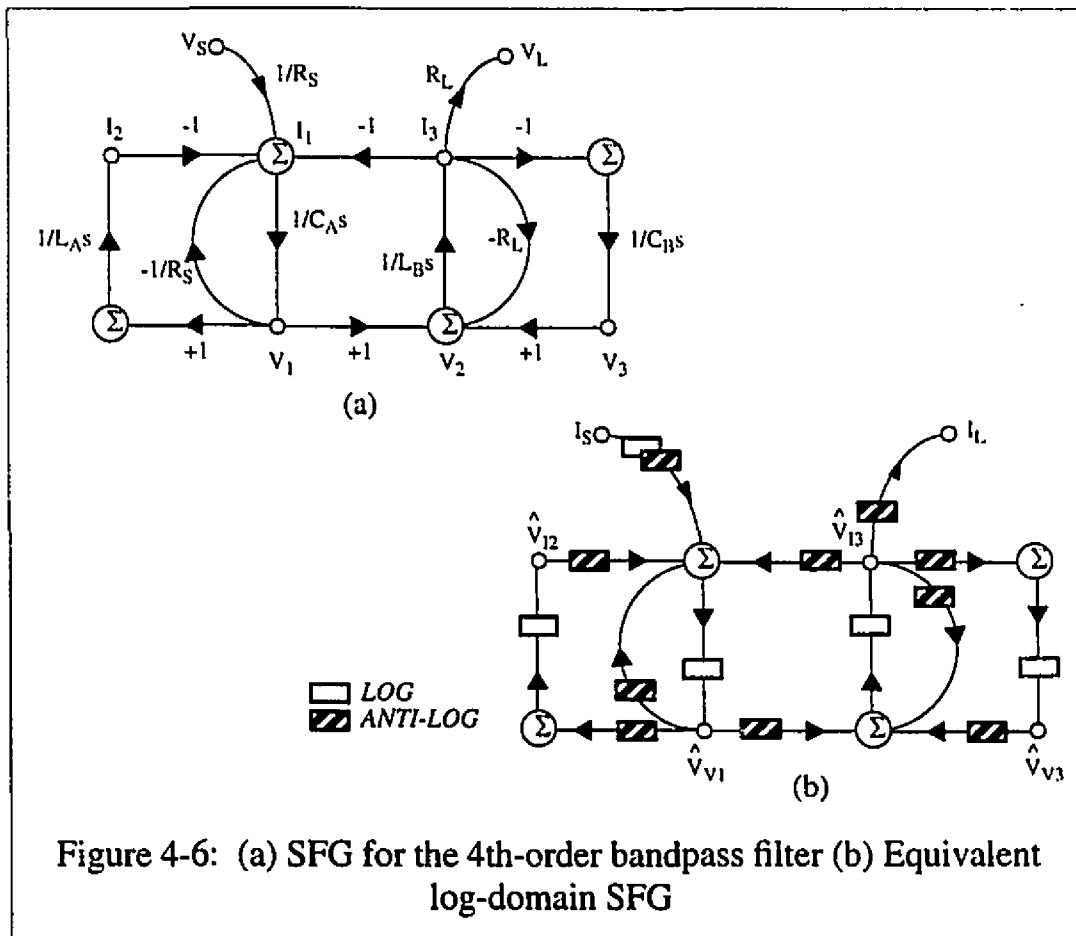 V_S
V_L
1/R_S
R_L
I_2 -1 I_1 -1 I_3 -1
Σ Σ
1/L_As -1/R_S 1/C_As 1/L_Bs -R_L 1/C_Bs
Σ Σ
+1 V_1 +1 V_2 +1 V_3
(a)
I_S I_L
V̂_I2 V̂_I3
Σ Σ
LOG
ANTI-LOG
Σ Σ
V̂_V1 V̂_V3
(b)
Figure 4-6: (a) SFG for the 4th-order bandpass filter (b) Equivalent
log-domain SFG